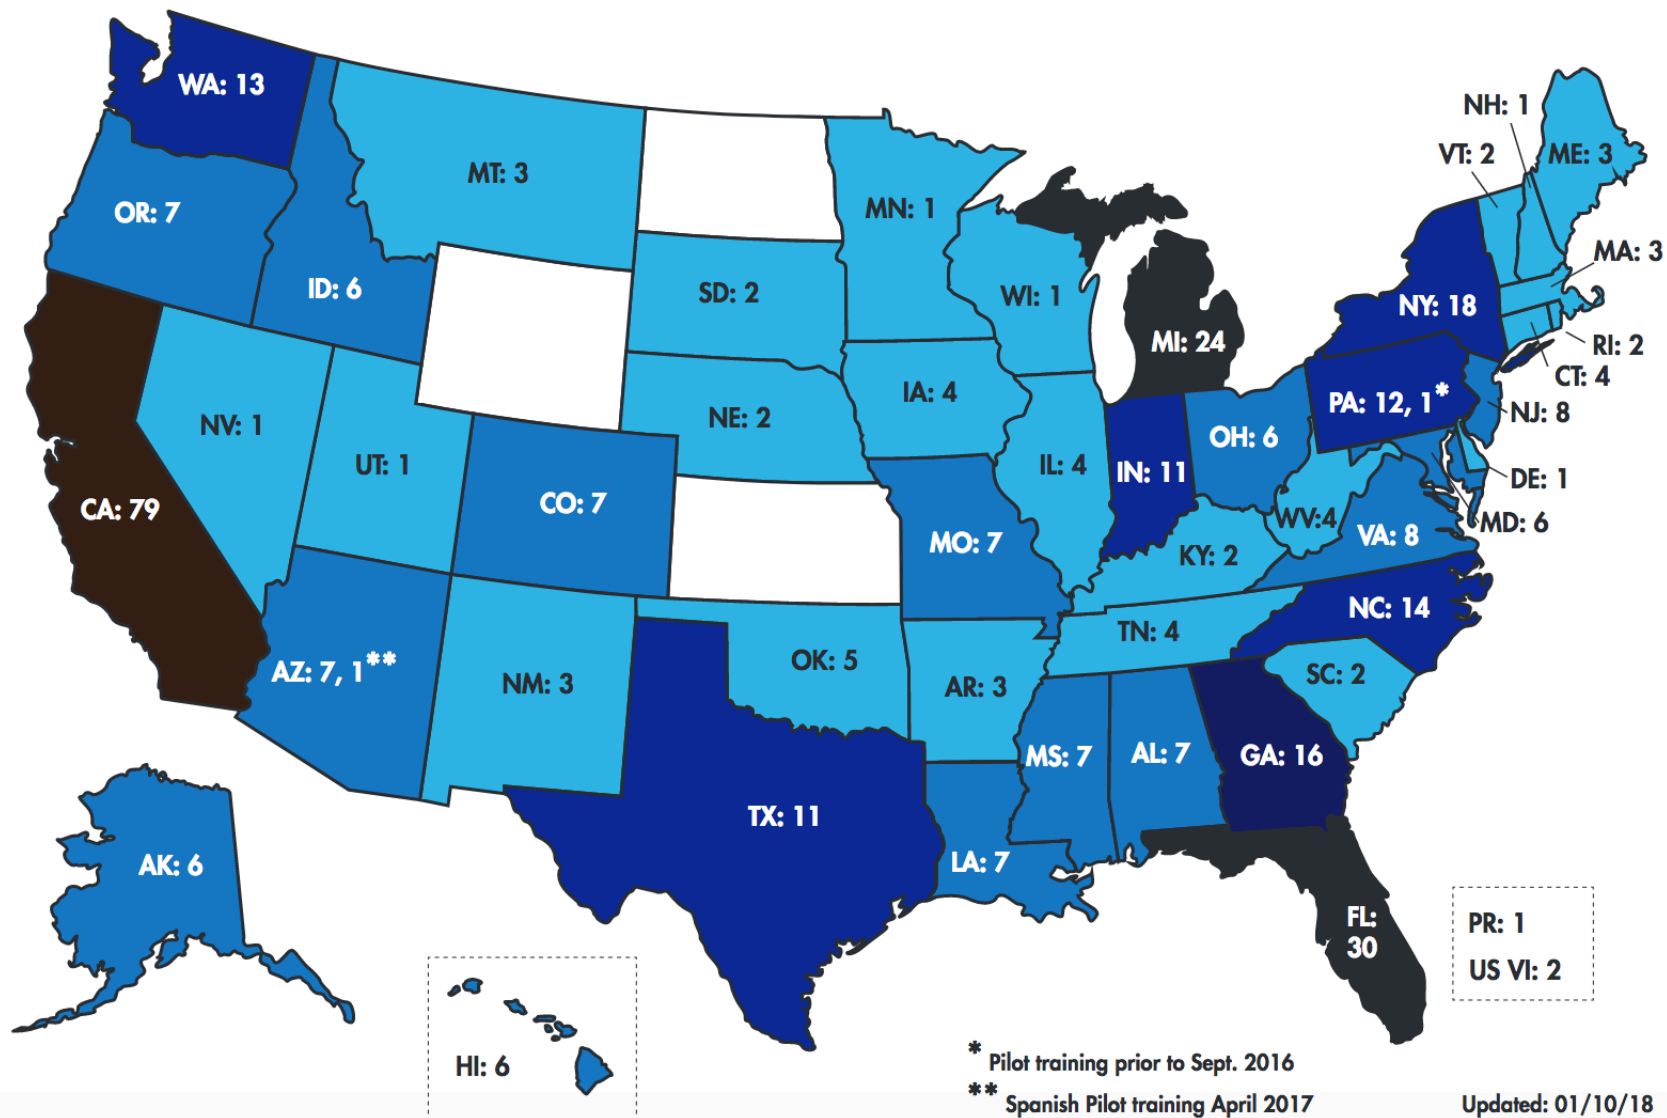 WA: 13
NH: 1
VT: 2
ME: 3
MT: 3
MN: 1
OR: 7
MA: 3
ID: 6
SD: 2
WI: 1
NY: 18
MI: 24
RI: 2
CT: 4
IA: 4
PA: 12, 1*
NJ: 8
NV: 1
NE: 2
OH: 6
UT: 1
IL: 4
IN: 11
DE: 1
CA: 79
CO: 7
WV:4
MD: 6
MO: 7
VA: 8
KY: 2
NC: 14
TN: 4
AZ: 7, 1**
NM: 3
OK: 5
AR: 3
SC: 2
MS: 7
AL: 7
GA: 16
TX: 11
AK: 6
LA: 7
FL:
30
PR: 1
US VI: 2
HI: 6
* Pilot training prior to Sept. 2016
** Spanish Pilot training April 2017
Updated: 01/10/18